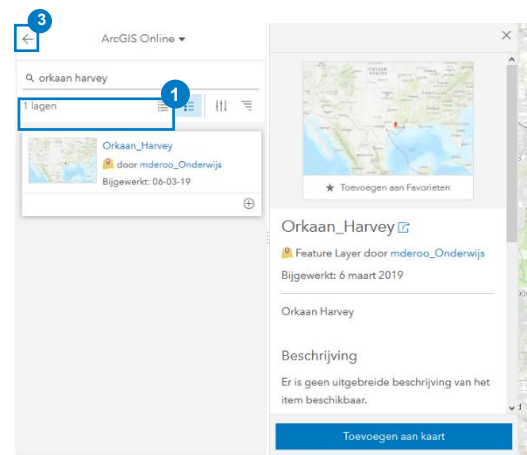 3
ArcGIS Online
orkaan harvey
1
1 lagen
Orkaan_Harvey
door mderoo_Onderwijs
Bijgewerkt: 06-03-19
★ Toevoegen aan Favorieten
Orkaan_Harvey
Feature Layer door mderoo_Onderwijs
Bijgewerkt: 6 maart 2019
Orkaan Harvey
Beschrijving
Er is geen uitgebreide beschrijving van het
item beschikbaar.
Toevoegen aan kaart